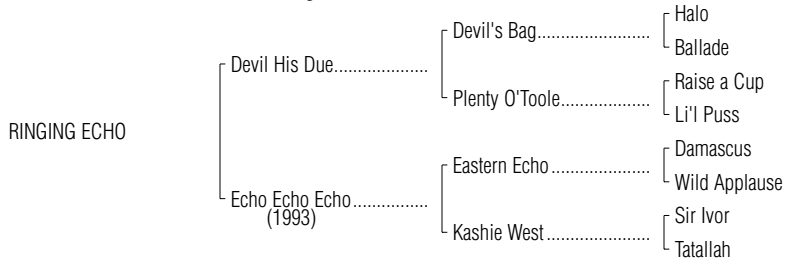 Halo
Devil's Bag........................
Ballade
Devil His Due....................
Raise a Cup
Plenty O'Toole...................
Li'l Puss
RINGING ECHO
Damascus
Eastern Echo .....................
Wild Applause
Echo Echo Echo................
(1993)
Sir Ivor
Kashie West ......................
Tatallah